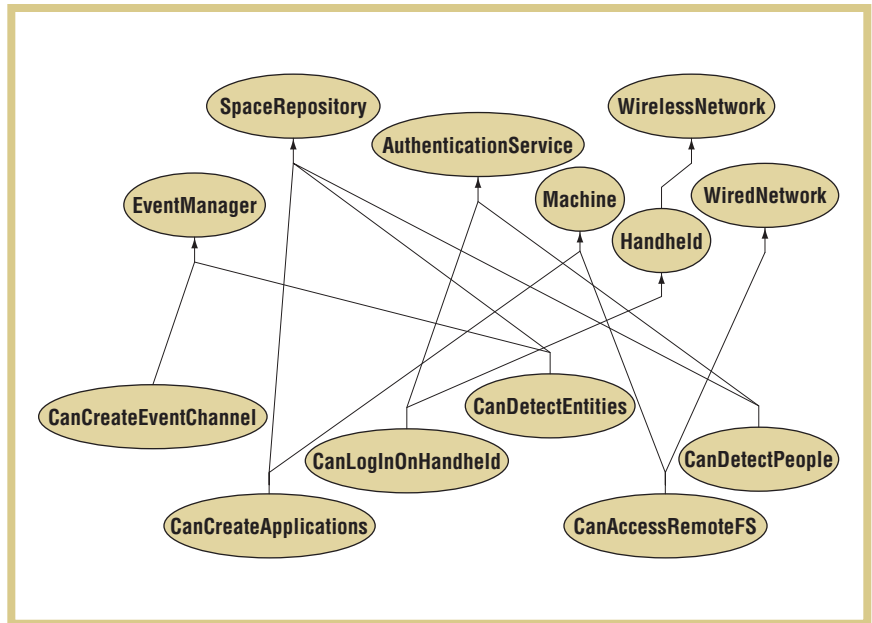 SpaceRepository
WirelessNetwork
AuthenticationService
Machine
WiredNetwork
EventManager
Handheld
CanCreateEventChannel
CanDetectEntities
CanLogInOnHandheld
CanDetectPeople
CanCreateApplications
CanAccessRemoteFS